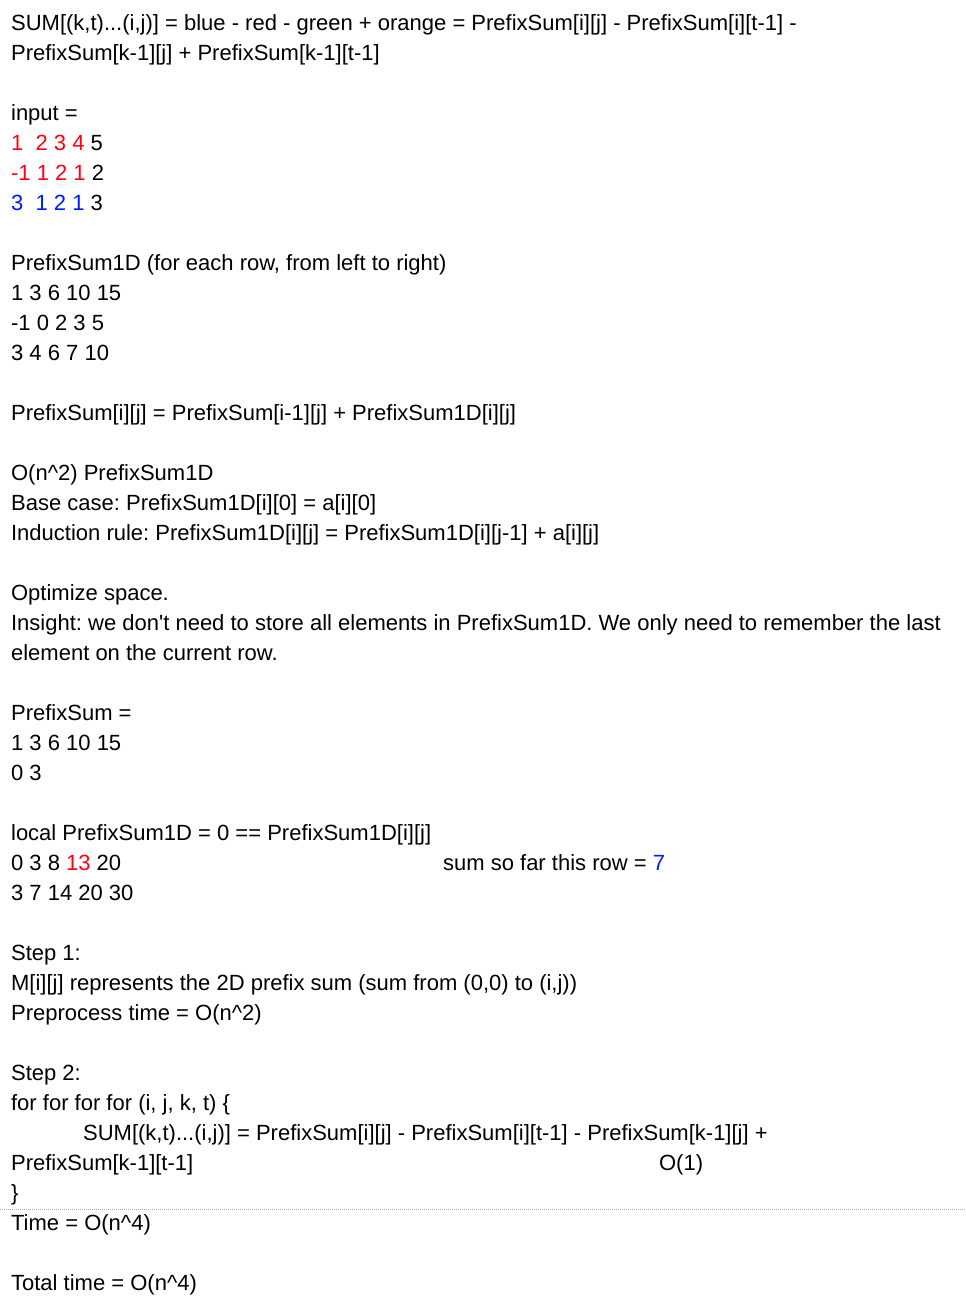 SUM[(k,t)...(i,j)] = blue - red - green + orange = PrefixSum[i][j] - PrefixSum[i][t-1] -
PrefixSum[k-1][j] + PrefixSum[k-1][t-1]
input =
1  2 3 4 5
-1 1 2 1 2
3  1 2 1 3
PrefixSum1D (for each row, from left to right)
1 3 6 10 15
-1 0 2 3 5
3 4 6 7 10
PrefixSum[i][j] = PrefixSum[i-1][j] + PrefixSum1D[i][j]
O(n^2) PrefixSum1D
Base case: PrefixSum1D[i][0] = a[i][0]
Induction rule: PrefixSum1D[i][j] = PrefixSum1D[i][j-1] + a[i][j]
Optimize space.
Insight: we don't need to store all elements in PrefixSum1D. We only need to remember the last
element on the current row.
PrefixSum =
1 3 6 10 15
0 3
local PrefixSum1D = 0 == PrefixSum1D[i][j]
0 3 8 13 20 sum so far this row = 7
3 7 14 20 30
Step 1:
M[i][j] represents the 2D prefix sum (sum from (0,0) to (i,j))
Preprocess time = O(n^2)
Step 2:
for for for for (i, j, k, t) {
SUM[(k,t)...(i,j)] = PrefixSum[i][j] - PrefixSum[i][t-1] - PrefixSum[k-1][j] +
PrefixSum[k-1][t-1] O(1)
}
Time = O(n^4)
Total time = O(n^4)